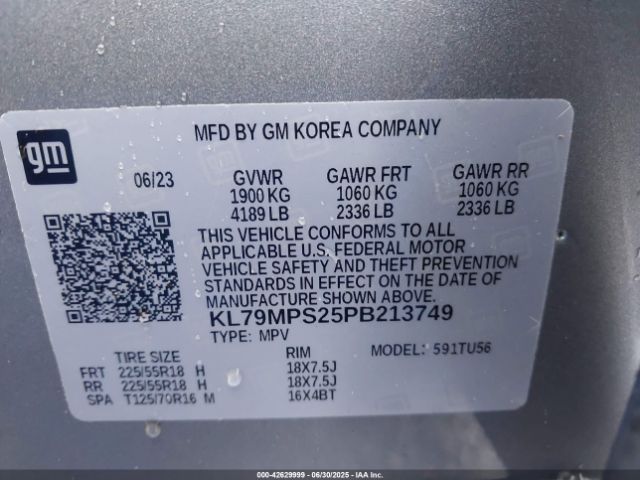 MFD BY GM KOREA COMPANY
gm
06/23 GVWR GAWR FRT GAWR RR
1900 KG 1060 KG 1060 KG
4189 LB 2336 LB 2336 LB
THIS VEHICLE CONFORMS TO ALL
APPLICABLE U.S. FEDERAL MOTOR
VEHICLE SAFETY AND THEFT PREVENTION
STANDARDS IN EFFECT ON THE DATE OF
MANUFACTURE SHOWN ABOVE.
KL79MPS25PB213749
TYPE: MPV MODEL: 591TU56
TIRE SIZE RIM
FRT 225/55R18 H 18X7.5J
RR 225/55R18 H 18X7.5J
SPA T125/70R16 M 16X4BT
000-42629999 - 06/30/2025 - IAA Inc.